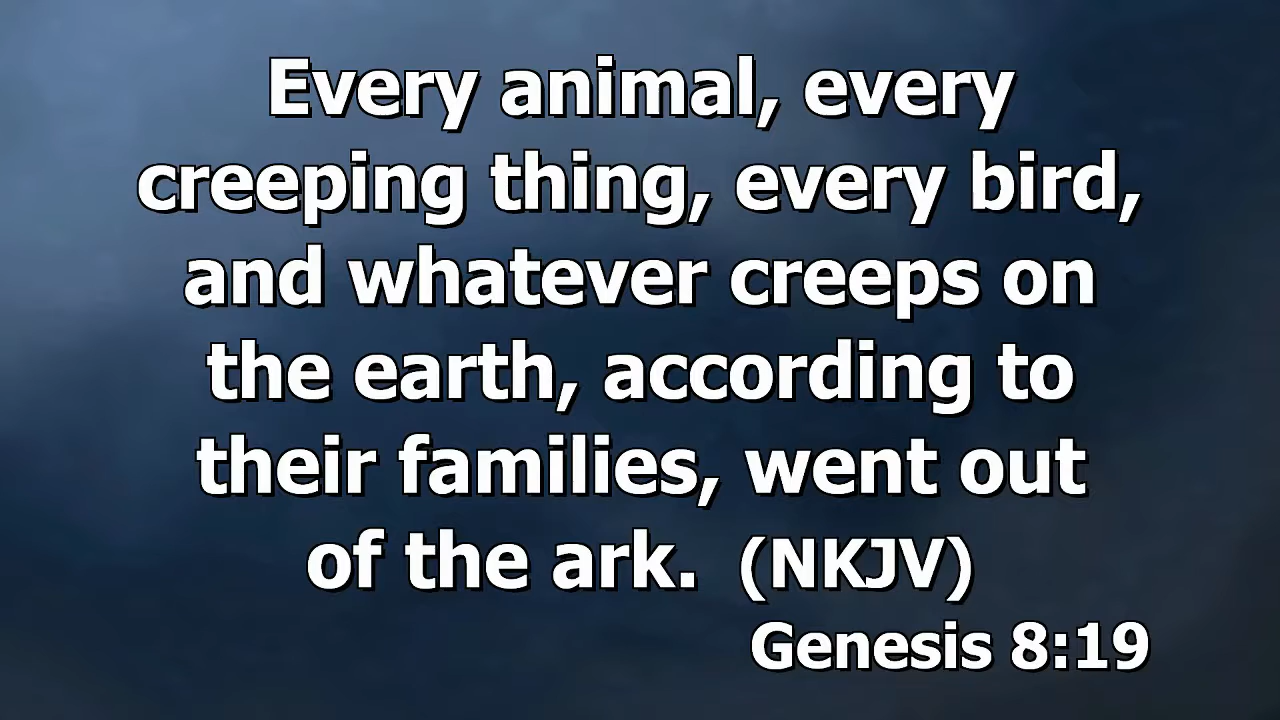 Every animal, every
creeping thing, every bird,
and whatever creeps on
the earth, according to
their families, went out
of the ark.  (NKJV)
Genesis 8:19